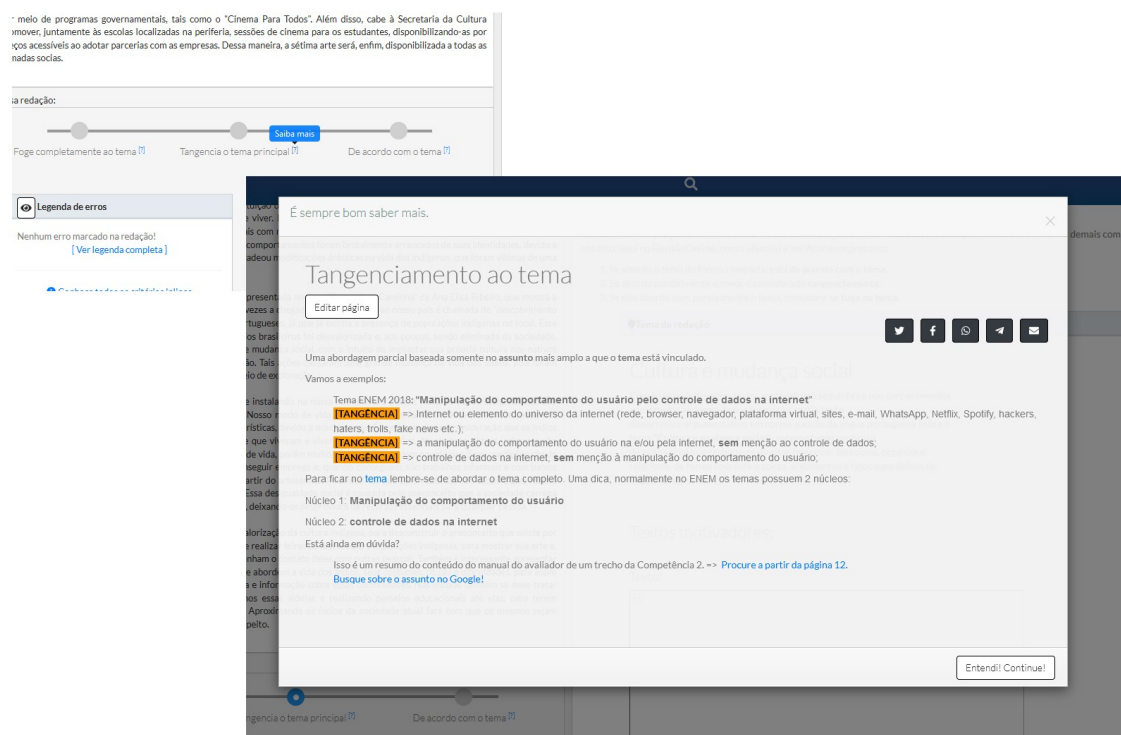 meio de programas governamentais, tais como o "Cinema Para Todos". Além disso, cabe à Secretaria da Cultura
omover, juntamente às escolas localizadas na periferia, sessões de cinema para os estudantes, disponibilizando-as por
eços acessíveis ao adotar parcerias com as empresas. Dessa maneira, a sétima arte será, enfim, disponibilizada a todas as
madas socias.
sa redação:
Saiba mais
Foge completamente ao tema [?] Tangencia o tema principal [?] De acordo com o tema [?]
Legenda de erros
Nenhum erro marcado na redação!
[ Ver legenda completa ]
É sempre bom saber mais.
×
demais com
Tangenciamento ao tema
Editar página
Uma abordagem parcial baseada somente no assunto mais amplo a que o tema está vinculado.
Vamos a exemplos:
Tema ENEM 2018: "Manipulação do comportamento do usuário pelo controle de dados na internet"
[TANGÊNCIA] => Internet ou elemento do universo da internet (rede, browser, navegador, plataforma virtual, sites, e-mail, WhatsApp, Netflix, Spotify, hackers,
haters, trolls, fake news etc.);
[TANGÊNCIA] => a manipulação do comportamento do usuário na e/ou pela internet, sem menção ao controle de dados;
[TANGÊNCIA] => controle de dados na internet, sem menção à manipulação do comportamento do usuário;
Para ficar no tema lembre-se de abordar o tema completo. Uma dica, normalmente no ENEM os temas possuem 2 núcleos:
Núcleo 1: Manipulação do comportamento do usuário
Núcleo 2: controle de dados na internet
Está ainda em dúvida?
Isso é um resumo do conteúdo do manual do avaliador de um trecho da Competência 2. => Procure a partir da página 12.
Busque sobre o assunto no Google!
Entendi! Continue!
ngencia o tema principal [?] De acordo com o tema [?]